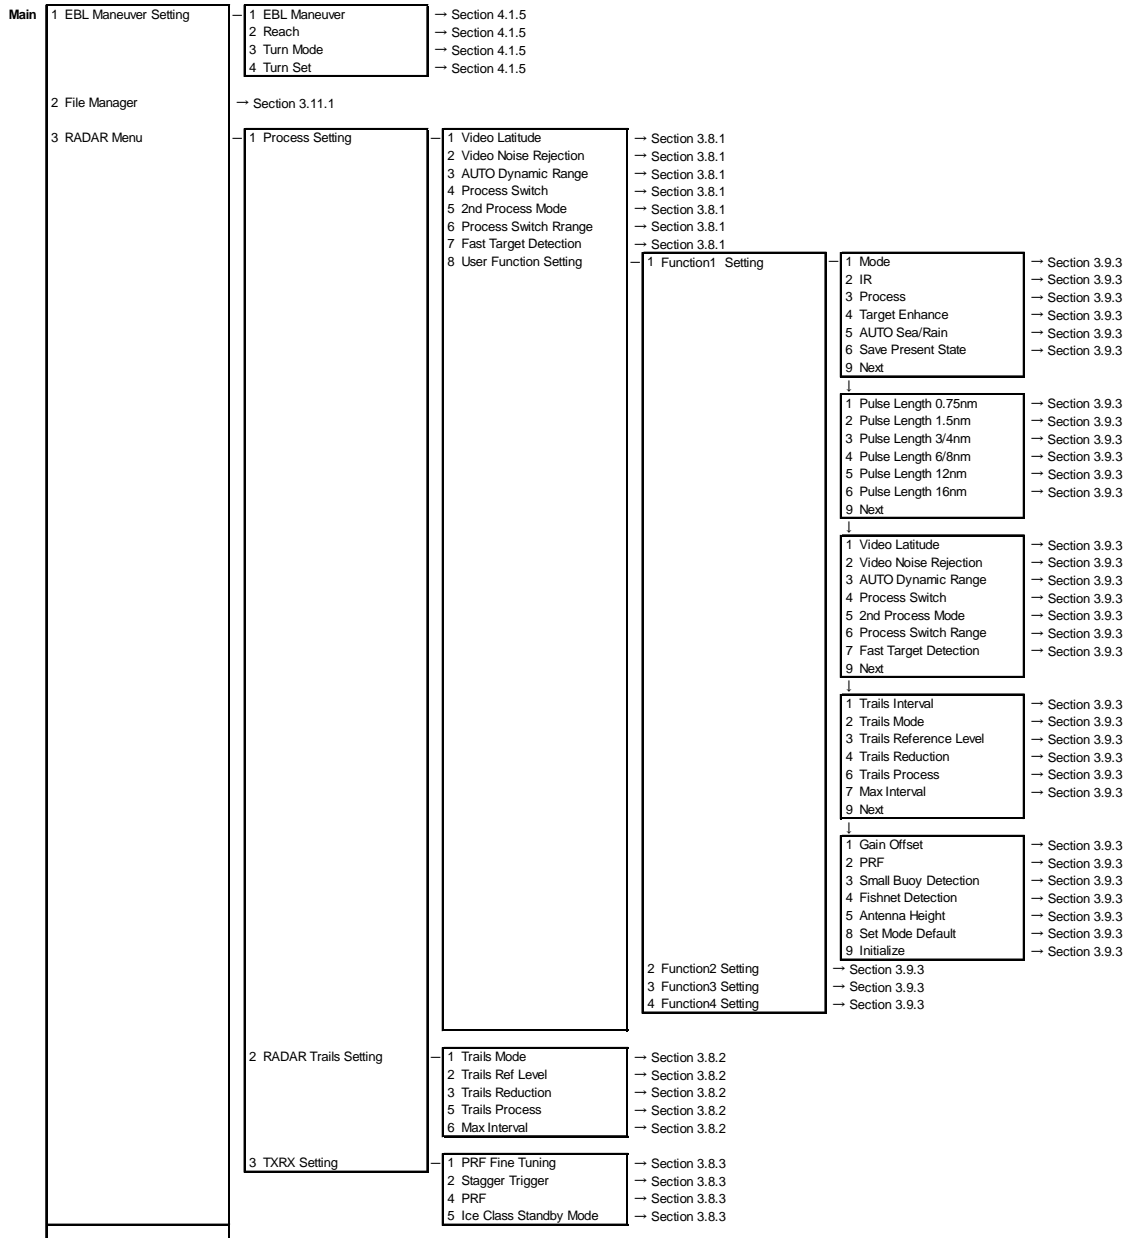 Main 1 EBL Maneuver Setting – 1 EBL Maneuver → Section 4.1.5
2 Reach → Section 4.1.5
3 Turn Mode → Section 4.1.5
4 Turn Set → Section 4.1.5
2 File Manager → Section 3.11.1
3 RADAR Menu – 1 Process Setting – 1 Video Latitude → Section 3.8.1
2 Video Noise Rejection → Section 3.8.1
3 AUTO Dynamic Range → Section 3.8.1
4 Process Switch → Section 3.8.1
5 2nd Process Mode → Section 3.8.1
6 Process Switch Rrange → Section 3.8.1
7 Fast Target Detection → Section 3.8.1
8 User Function Setting – 1 Function1 Setting – 1 Mode → Section 3.9.3
2 IR → Section 3.9.3
3 Process → Section 3.9.3
4 Target Enhance → Section 3.9.3
5 AUTO Sea/Rain → Section 3.9.3
6 Save Present State → Section 3.9.3
9 Next
↓
1 Pulse Length 0.75nm → Section 3.9.3
2 Pulse Length 1.5nm → Section 3.9.3
3 Pulse Length 3/4nm → Section 3.9.3
4 Pulse Length 6/8nm → Section 3.9.3
5 Pulse Length 12nm → Section 3.9.3
6 Pulse Length 16nm → Section 3.9.3
9 Next
↓
1 Video Latitude → Section 3.9.3
2 Video Noise Rejection → Section 3.9.3
3 AUTO Dynamic Range → Section 3.9.3
4 Process Switch → Section 3.9.3
5 2nd Process Mode → Section 3.9.3
6 Process Switch Range → Section 3.9.3
7 Fast Target Detection → Section 3.9.3
9 Next
↓
1 Trails Interval → Section 3.9.3
2 Trails Mode → Section 3.9.3
3 Trails Reference Level → Section 3.9.3
4 Trails Reduction → Section 3.9.3
6 Trails Process → Section 3.9.3
7 Max Interval → Section 3.9.3
9 Next
↓
1 Gain Offset → Section 3.9.3
2 PRF → Section 3.9.3
3 Small Buoy Detection → Section 3.9.3
4 Fishnet Detection → Section 3.9.3
5 Antenna Height → Section 3.9.3
8 Set Mode Default → Section 3.9.3
9 Initialize → Section 3.9.3
2 Function2 Setting → Section 3.9.3
3 Function3 Setting → Section 3.9.3
4 Function4 Setting → Section 3.9.3
2 RADAR Trails Setting – 1 Trails Mode → Section 3.8.2
2 Trails Ref Level → Section 3.8.2
3 Trails Reduction → Section 3.8.2
5 Trails Process → Section 3.8.2
6 Max Interval → Section 3.8.2
3 TXRX Setting – 1 PRF Fine Tuning → Section 3.8.3
2 Stagger Trigger → Section 3.8.3
4 PRF → Section 3.8.3
5 Ice Class Standby Mode → Section 3.8.3